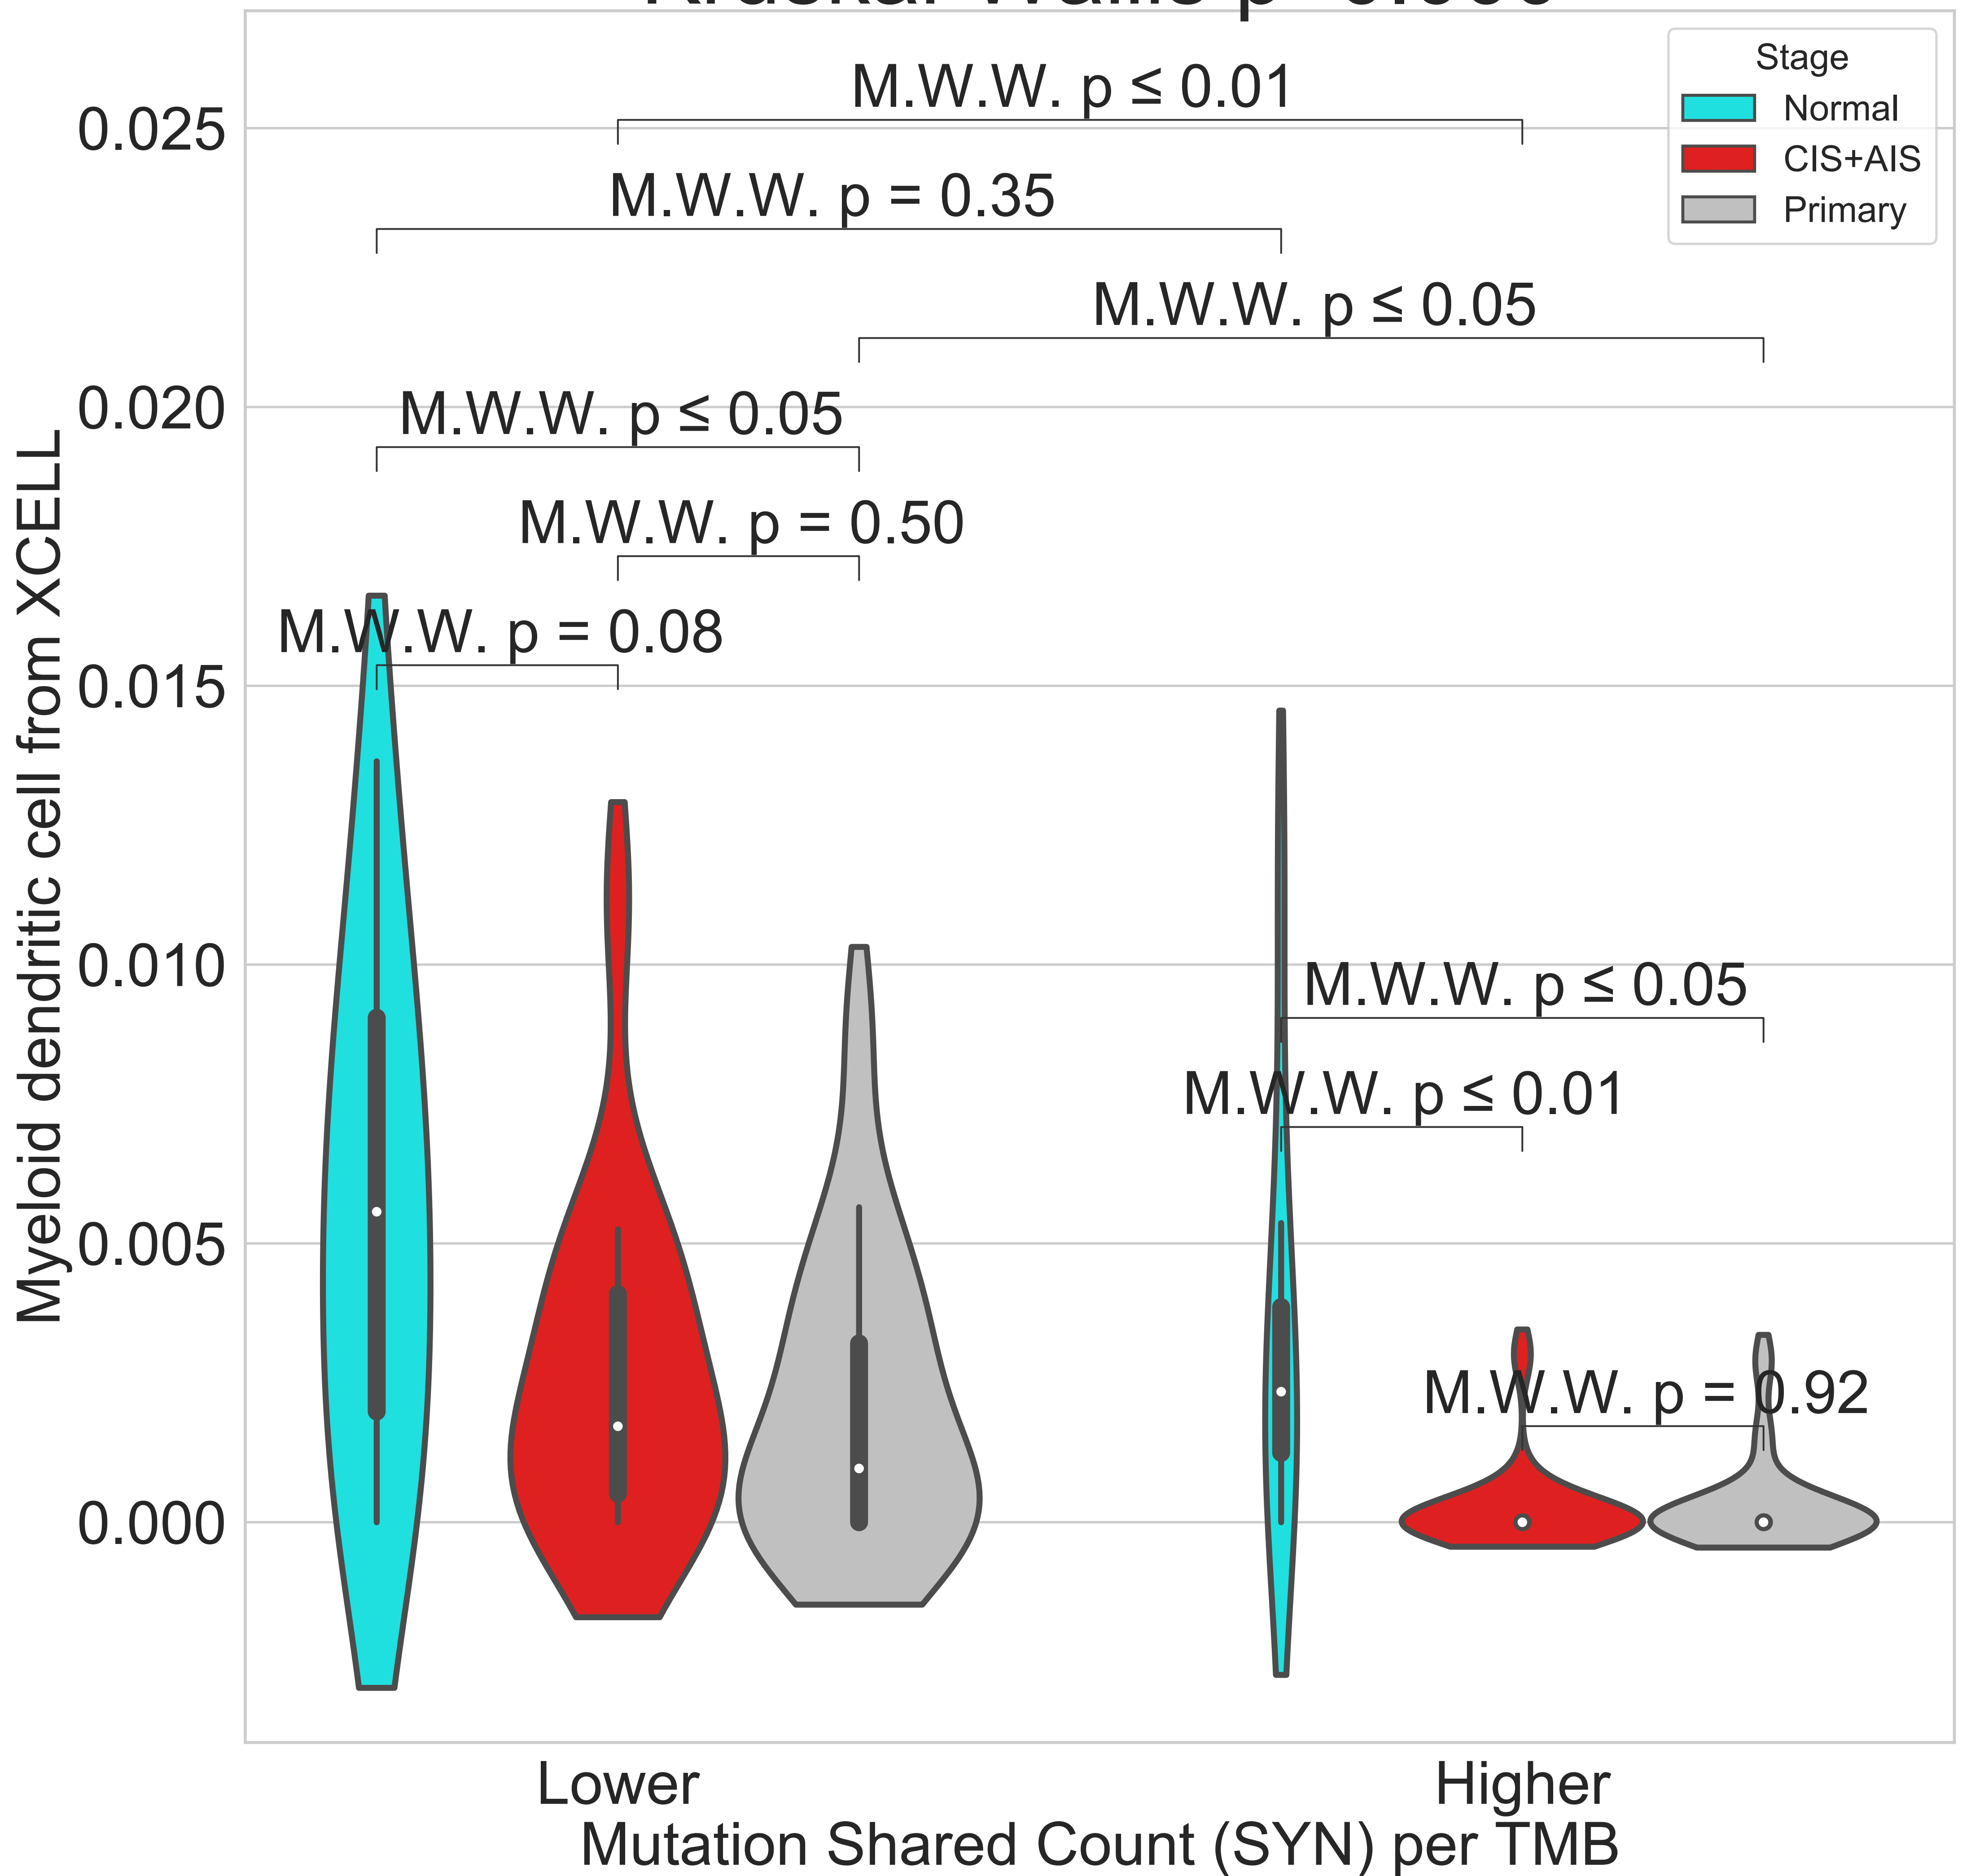 Stage
Normal
CIS+AIS
Primary
M.W.W. p ≤ 0.01
M.W.W. p = 0.35
M.W.W. p ≤ 0.05
M.W.W. p ≤ 0.05
M.W.W. p = 0.50
M.W.W. p = 0.08
M.W.W. p ≤ 0.05
M.W.W. p ≤ 0.01
M.W.W. p = 0.92
0.025
0.020
0.015
0.010
0.005
0.000
Myeloid dendritic cell from XCELL
Lower
Higher
Mutation Shared Count (SYN) per TMB